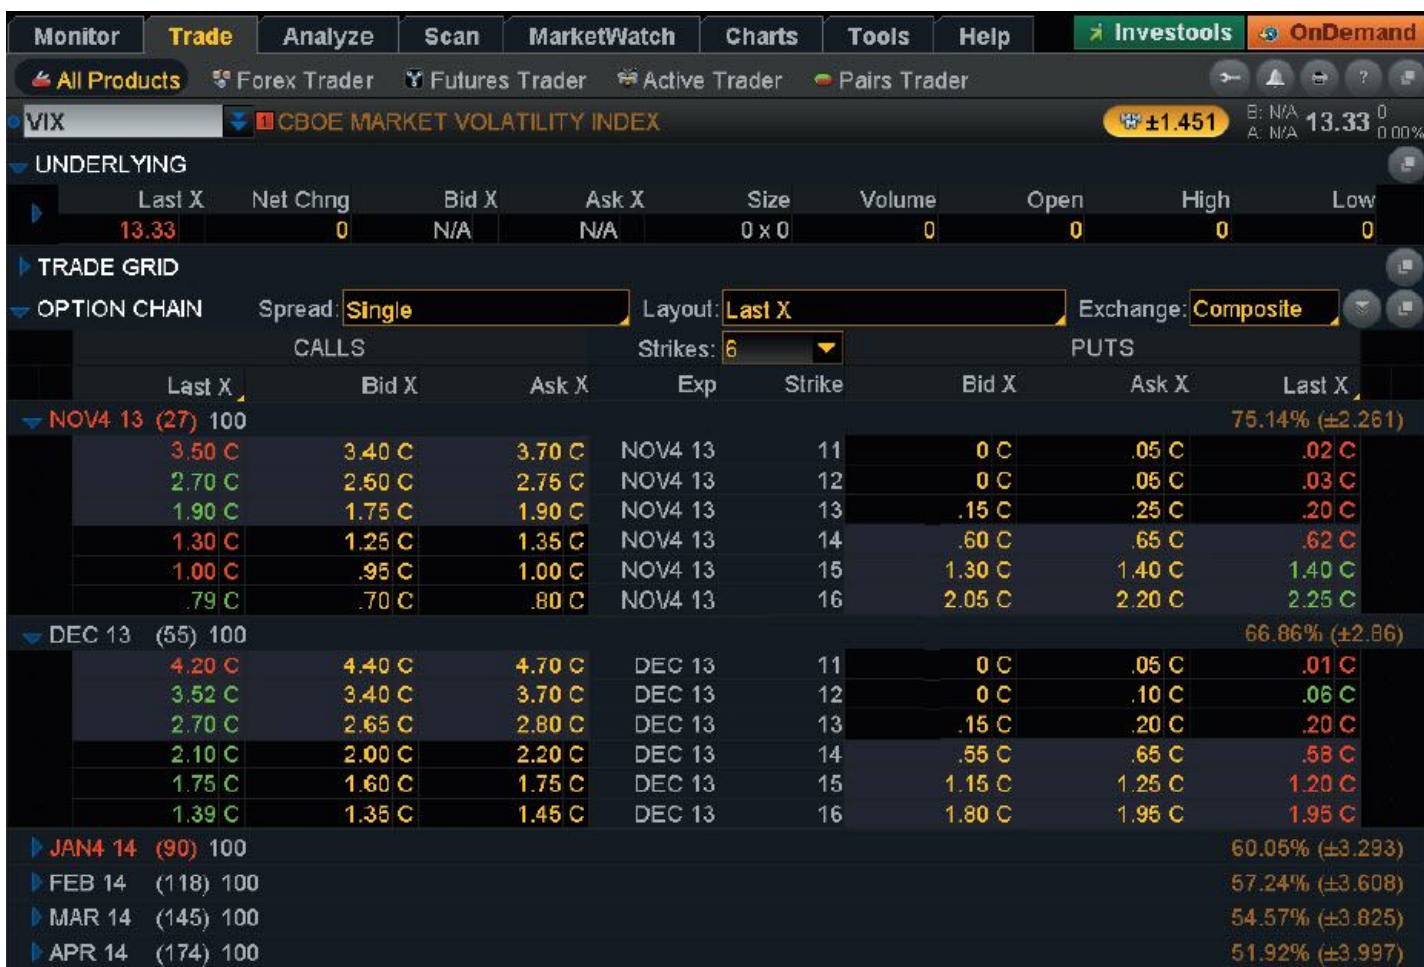 Monitor Trade Analyze Scan MarketWatch Charts Tools Help Investools OnDemand
All Products Forex Trader Futures Trader Active Trader Pairs Trader ?
VIX 1 CBOE MARKET VOLATILITY INDEX ±1.451 B: N/A A: N/A 13.33 0 0.00%
UNDERLYING
Last X Net Chng Bid X Ask X Size Volume Open High Low
13.33 0 N/A N/A 0 x 0 0 0 0 0
TRADE GRID
OPTION CHAIN Spread: Single Layout: Last X Exchange: Composite
CALLS Strikes: 6 PUTS
Last X Bid X Ask X Exp Strike Bid X Ask X Last X
NOV4 13 (27) 100 75.14% (±2.261)
3.50 C 3.40 C 3.70 C NOV4 13 11 0 C .05 C .02 C
2.70 C 2.50 C 2.75 C NOV4 13 12 0 C .05 C .03 C
1.90 C 1.75 C 1.90 C NOV4 13 13 .15 C .25 C .20 C
1.30 C 1.25 C 1.35 C NOV4 13 14 .60 C .65 C .62 C
1.00 C .95 C 1.00 C NOV4 13 15 1.30 C 1.40 C 1.40 C
.79 C .70 C .80 C NOV4 13 16 2.05 C 2.20 C 2.25 C
DEC 13 (55) 100 66.86% (±2.86)
4.20 C 4.40 C 4.70 C DEC 13 11 0 C .05 C .01 C
3.52 C 3.40 C 3.70 C DEC 13 12 0 C .10 C .06 C
2.70 C 2.65 C 2.80 C DEC 13 13 .15 C .20 C .20 C
2.10 C 2.00 C 2.20 C DEC 13 14 .55 C .65 C .58 C
1.75 C 1.60 C 1.75 C DEC 13 15 1.15 C 1.25 C 1.20 C
1.39 C 1.35 C 1.45 C DEC 13 16 1.80 C 1.95 C 1.95 C
JAN4 14 (90) 100 60.05% (±3.293)
FEB 14 (118) 100 57.24% (±3.608)
MAR 14 (145) 100 54.57% (±3.825)
APR 14 (174) 100 51.92% (±3.997)